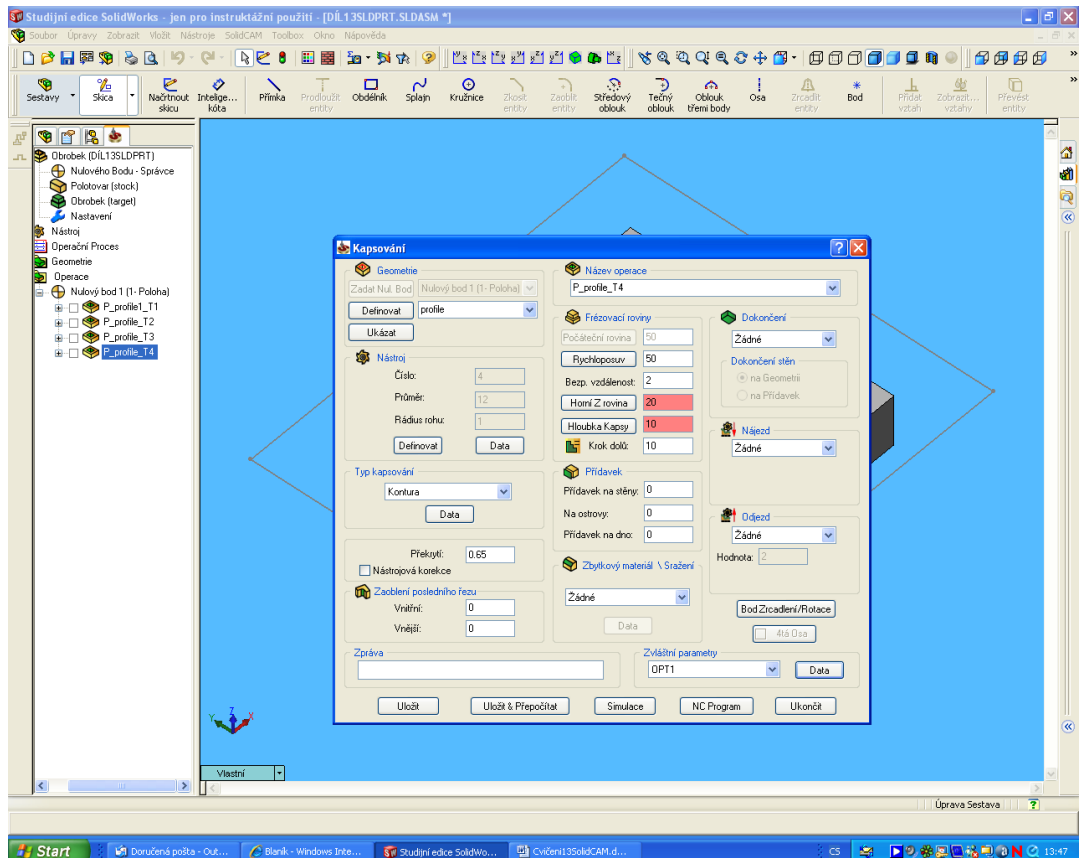 Studijní edice SolidWorks - jen pro instruktážní použití - [DÍL13SLDPRT.SLDASM *]
Soubor Úpravy Zobrazit Vložit Nástroje SolidCAM Toolbox Okno Nápověda
Sestavy Skica Načrtnout skicu Intelige... kóta Přímka Prodloužit entity Obdélník Splajn Kružnice Zkosit entity Zaoblit entity Středový oblouk Tečný oblouk Oblouk třemi body Osa Zrcadlit entity Bod Přidat vztah Zobrazit... vztahy Převést entity
Obrobek (DÍL13SLDPRT)
Nulového Bodu - Správce
Polotovar (stock)
Obrobek (target)
Nastavení
Nástroj
Operační Proces
Geometrie
Operace
Nulový bod 1 (1- Poloha)
P_profile1_T1
P_profile_T2
P_profile_T3
P_profile_T4
Kapsování
Geometrie
Zadat Nul. Bod Nulový bod 1 (1- Poloha)
Definovat profile
Ukázat
Nástroj
Číslo: 4
Průměr: 12
Rádius rohu: 1
Definovat Data
Typ kapsování
Kontura
Data
Překrytí: 0.65
Nástrojová korekce
Zaoblení posledního řezu
Vnitřní: 0
Vnější: 0
Název operace
P_profile_T4
Frézovací roviny
Počáteční rovina 50
Rychloposuv 50
Bezp. vzdálenost: 2
Horní Z rovina 20
Hloubka Kapsy 10
Krok dolů: 10
Přídavek
Přídavek na stěny: 0
Na ostrovy: 0
Přídavek na dno: 0
Zbytkový materiál \ Sražení
Žádné
Data
Dokončení
Žádné
Dokončení stěn
na Geometrii
na Přídavek
Nájezd
Žádné
Odjezd
Žádné
Hodnota: 2
Bod Zrcadlení/Rotace
4tá Osa
Zpráva
Zvláštní parametry
OPT1 Data
Uložit Uložit & Přepočítat Simulace NC Program Ukončit
Z
Y X
Vlastní
Úprava Sestava
Start Doručená pošta - Out... Blaník - Windows Inte... Studijní edice SolidWo... Cvičení13SolidCAM.d... CS 13:47